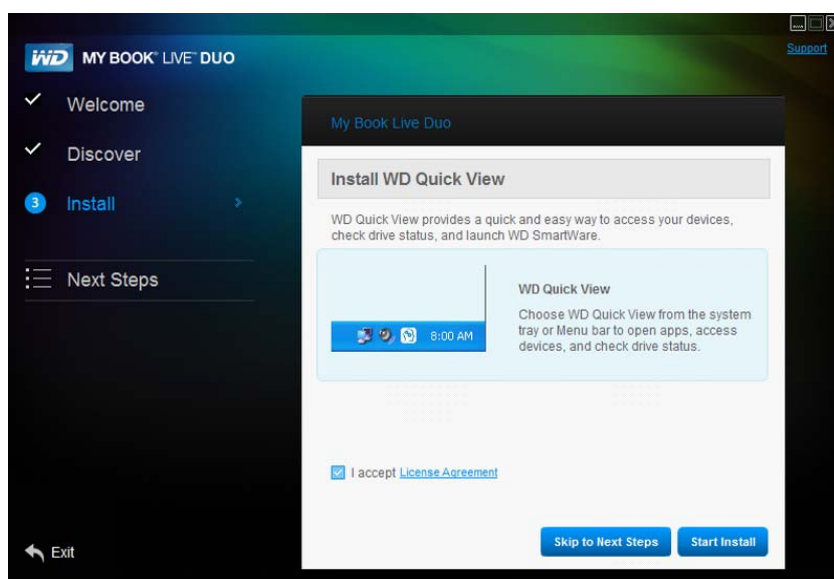 Support
WD MY BOOK® LIVE™ DUO
Welcome
Discover
3 Install
Next Steps
Exit
My Book Live Duo
Install WD Quick View
WD Quick View provides a quick and easy way to access your devices,
check drive status, and launch WD SmartWare.
8:00 AM
WD Quick View
Choose WD Quick View from the system
tray or Menu bar to open apps, access
devices, and check drive status.
I accept License Agreement
Skip to Next Steps
Start Install